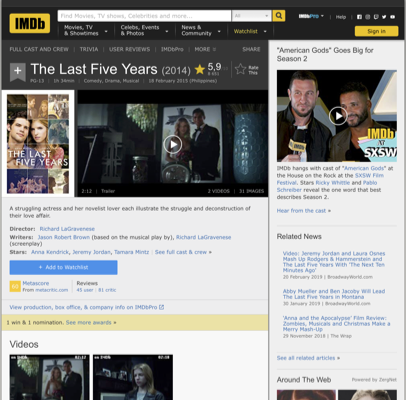 IMDb
Find Movies, TV shows, Celebrities and more...
All
IMDbPro
Help
Movies, TV & Showtimes
Celebs, Events & Photos
News & Community
Watchlist
Sign in
FULL CAST AND CREW | TRIVIA | USER REVIEWS | IMDbPro | MORE
SHARE
The Last Five Years (2014)
5,9
Rate This
PG-13 | 1h 34min | Comedy, Drama, Musical | 18 February 2015 (Philippines)
THE LAST FIVE YEARS
2:12 | Trailer
2 VIDEOS | 31 IMAGES
A struggling actress and her novelist lover each illustrate the struggle and deconstruction of
their love affair.
Director: Richard LaGravenese
Writers: Jason Robert Brown (based on the musical play by), Richard LaGravenese
(screenplay)
Stars: Anna Kendrick, Jeremy Jordan, Tamara Mintz | See full cast & crew »
+ Add to Watchlist
Metascore
From metacritic.com
Reviews
45 user | 81 critic
View production, box office, & company info on IMDbPro
1 win & 1 nomination. See more awards »
Videos
02:12
02:12
"American Gods" Goes Big for
Season 2
IMDb
AT
SXSW
IMDb hangs with cast of "American Gods" at
the House on the Rock at the SXSW Film
Festival. Stars Ricky Whittle and Pablo
Schreiber reveal the one word that best
describes Season 2.
Hear from the cast »
Related News
Video: Jeremy Jordan and Laura Osnes
Mash Up Rodgers & Hammerstein and
The Last Five Years With 'The Next Ten
Minutes Ago'
20 February 2019 | BroadwayWorld.com
Abby Mueller and Ben Jacoby Will Lead
The Last Five Years in Montana
30 January 2019 | BroadwayWorld.com
'Anna and the Apocalypse' Film Review:
Zombies, Musicals and Christmas Make a
Merry Mash-Up
29 November 2018 | The Wrap
See all related articles »
Around The Web
Powered by ZergNet